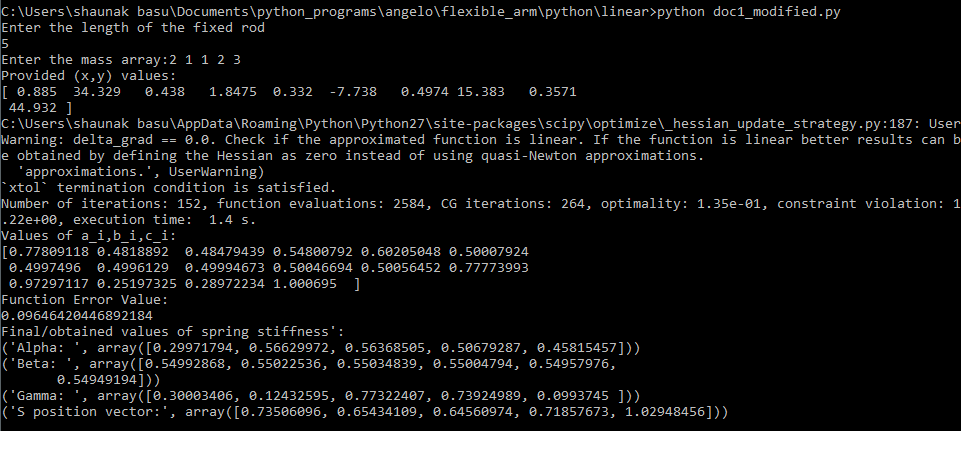 C:\Users\shaunak basu\Documents\python_programs\angelo\flexible_arm\python\linear>python doc1_modified.py
Enter the length of the fixed rod
5
Enter the mass array:2 1 1 2 3
Provided (x,y) values:
[ 0.885  34.329   0.438   1.8475  0.332  -7.738   0.4974 15.383   0.3571
 44.932 ]
C:\Users\shaunak basu\AppData\Roaming\Python\Python27\site-packages\scipy\optimize\_hessian_update_strategy.py:187: User
Warning: delta_grad == 0.0. Check if the approximated function is linear. If the function is linear better results can b
e obtained by defining the Hessian as zero instead of using quasi-Newton approximations.
  'approximations.', UserWarning)
`xtol` termination condition is satisfied.
Number of iterations: 152, function evaluations: 2584, CG iterations: 264, optimality: 1.35e-01, constraint violation: 1
.22e+00, execution time:  1.4 s.
Values of a_i,b_i,c_i:
[0.77809118 0.4818892  0.48479439 0.54800792 0.60205048 0.50007924
 0.4997496  0.4996129  0.49994673 0.50046694 0.50056452 0.77773993
 0.97297117 0.25197325 0.28972234 1.000695  ]
Function Error Value:
0.09646420446892184
Final/obtained values of spring stiffness':
('Alpha: ', array([0.29971794, 0.56629972, 0.56368505, 0.50679287, 0.45815457]))
('Beta: ', array([0.54992868, 0.55022536, 0.55034839, 0.55004794, 0.54957976,
       0.54949194]))
('Gamma: ', array([0.30003406, 0.12432595, 0.77322407, 0.73924989, 0.0993745 ]))
('S position vector:', array([0.73506096, 0.65434109, 0.64560974, 0.71857673, 1.02948456]))